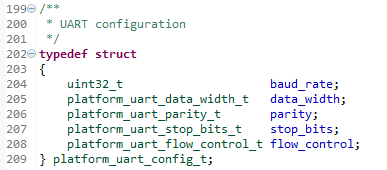 199 /**
200  * UART configuration
201  */
202 typedef struct
203 {
204     uint32_t                     baud_rate;
205     platform_uart_data_width_t   data_width;
206     platform_uart_parity_t       parity;
207     platform_uart_stop_bits_t    stop_bits;
208     platform_uart_flow_control_t flow_control;
209 } platform_uart_config_t;